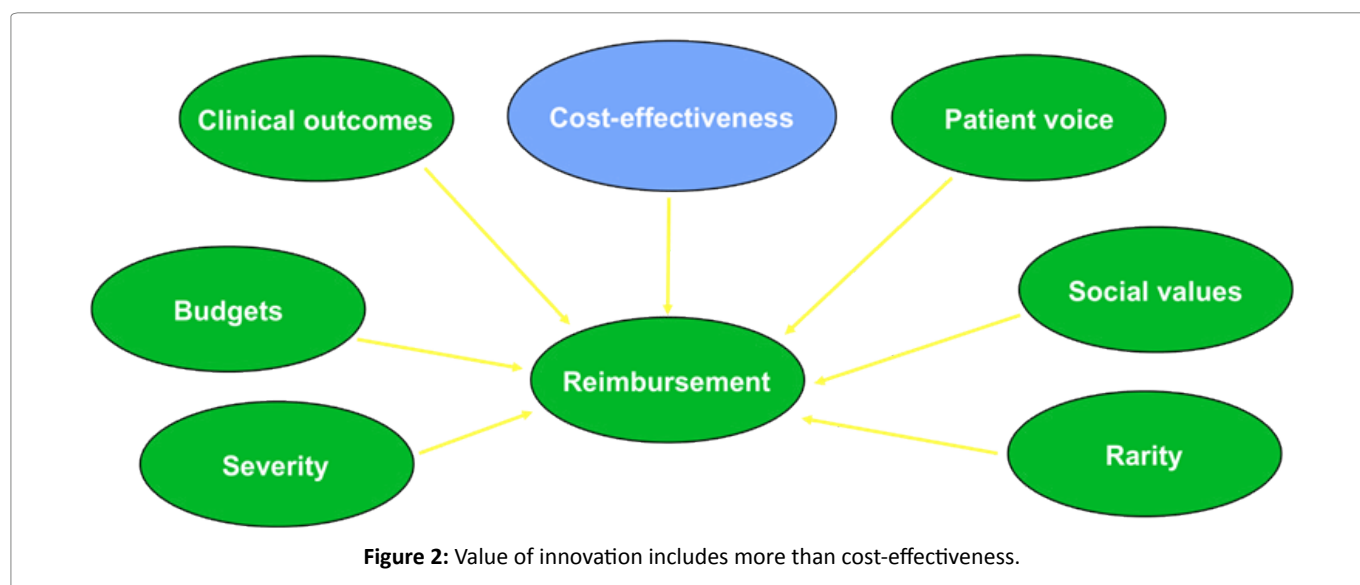 Clinical outcomes
Cost-effectiveness
Patient voice
Budgets
Social values
Reimbursement
Severity
Rarity
Figure 2: Value of innovation includes more than cost-effectiveness.